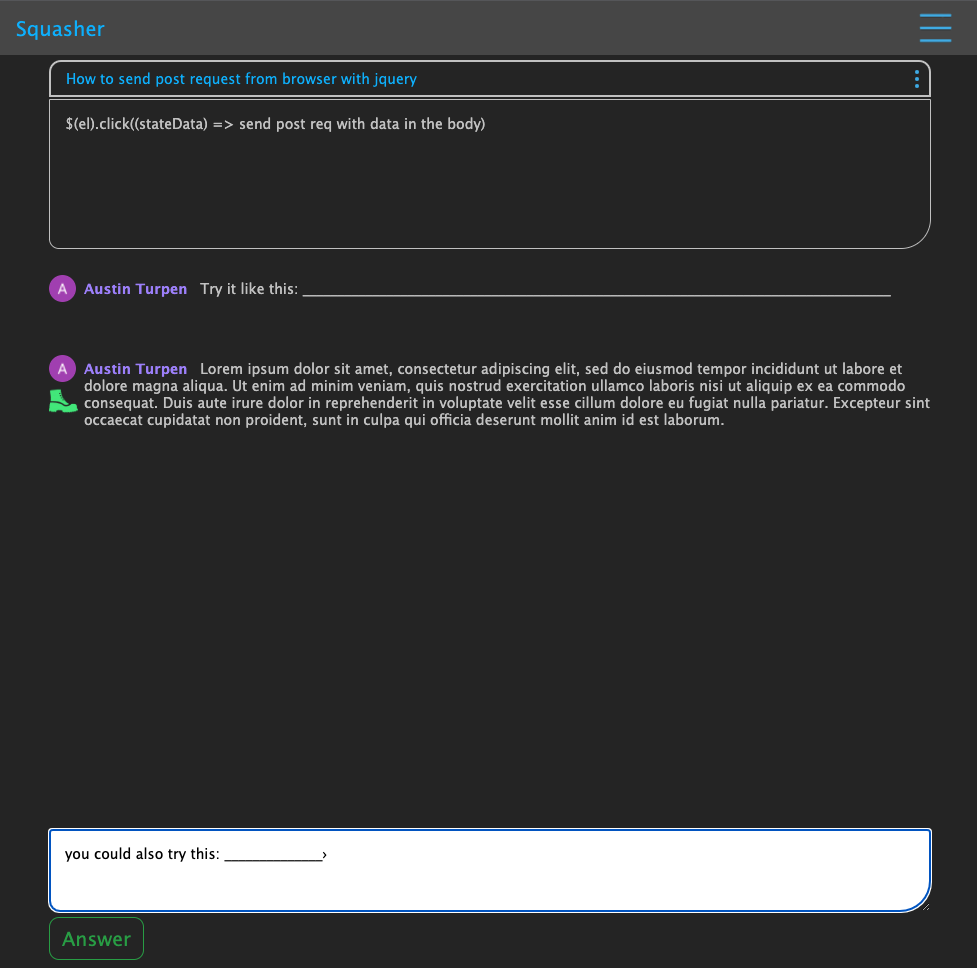 Squasher
How to send post request from browser with jquery
$(el).click((stateData) => send post req with data in the body)
A Austin Turpen Try it like this: ______________________________________________________________________
A Austin Turpen Lorem ipsum dolor sit amet, consectetur adipiscing elit, sed do eiusmod tempor incididunt ut labore et
dolore magna aliqua. Ut enim ad minim veniam, quis nostrud exercitation ullamco laboris nisi ut aliquip ex ea commodo
consequat. Duis aute irure dolor in reprehenderit in voluptate velit esse cillum dolore eu fugiat nulla pariatur. Excepteur sint
occaecat cupidatat non proident, sunt in culpa qui officia deserunt mollit anim id est laborum.
you could also try this: ____________›
Answer